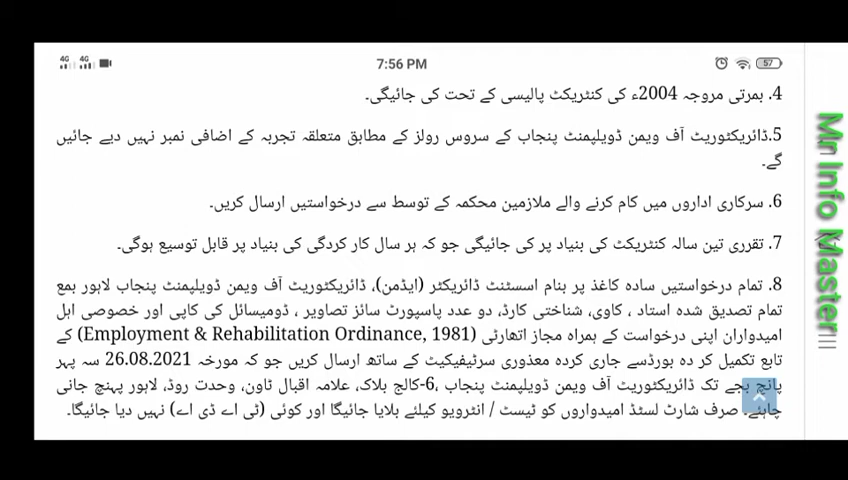 7:56 PM
4G 4G
57
4. بمرتی مروجہ 2004ء کی کنٹریکٹ پالیسی کے تحت کی جائیگی۔
5.ڈائریکٹوریٹ آف ویمن ڈویلپمنٹ پنجاب کے سروس رولز کے مطابق متعلقہ تجربہ کے اضافی نمبر نہیں دیے جائیں
گے۔
6. سرکاری اداروں میں کام کرنے والے ملازمین محکمہ کے توسط سے درخواستیں ارسال کریں۔
7. تقرری تین سالہ کنٹریکٹ کی بنیاد پر کی جائیگی جو کہ ہر سال کار کردگی کی بنیاد پر قابل توسیع ہوگی۔
8. تمام درخواستیں سادہ کاغذ پر بنام اسسٹنٹ ڈائریکٹر (ایڈمن)، ڈائریکٹوریٹ آف ویمن ڈویلپمنٹ پنجاب لاہور بمع
تمام تصدیق شدہ استاد ، کاوی، شناختی کارڈ، دو عدد پاسپورٹ سائز تصاویر ، ڈومیسائل کی کاپی اور خصوصی اہل
امیدواران اپنی درخواست کے ہمراہ مجاز اتھارٹی (Employment & Rehabilitation Ordinance, 1981) کے
تابع تکمیل کر دہ بورڈسے جاری کردہ معذوری سرٹیفیکیٹ کے ساتھ ارسال کریں جو کہ مورخہ 26.08.2021 سہ پہر
پانچ بجے تک ڈائریکٹوریٹ آف ویمن ڈویلپمنٹ پنجاب ،6-کالج بلاک، علامہ اقبال ٹاون، وحدت روڈ، لاہور پہنچ جانی
چاہئے۔ صرف شارٹ لسٹڈ امیدواروں کو ٹیسٹ / انٹرویو کیلئے بلایا جائیگا اور کوئی (ٹی اے ڈی اے) نہیں دیا جائیگا۔
Mr Info Master